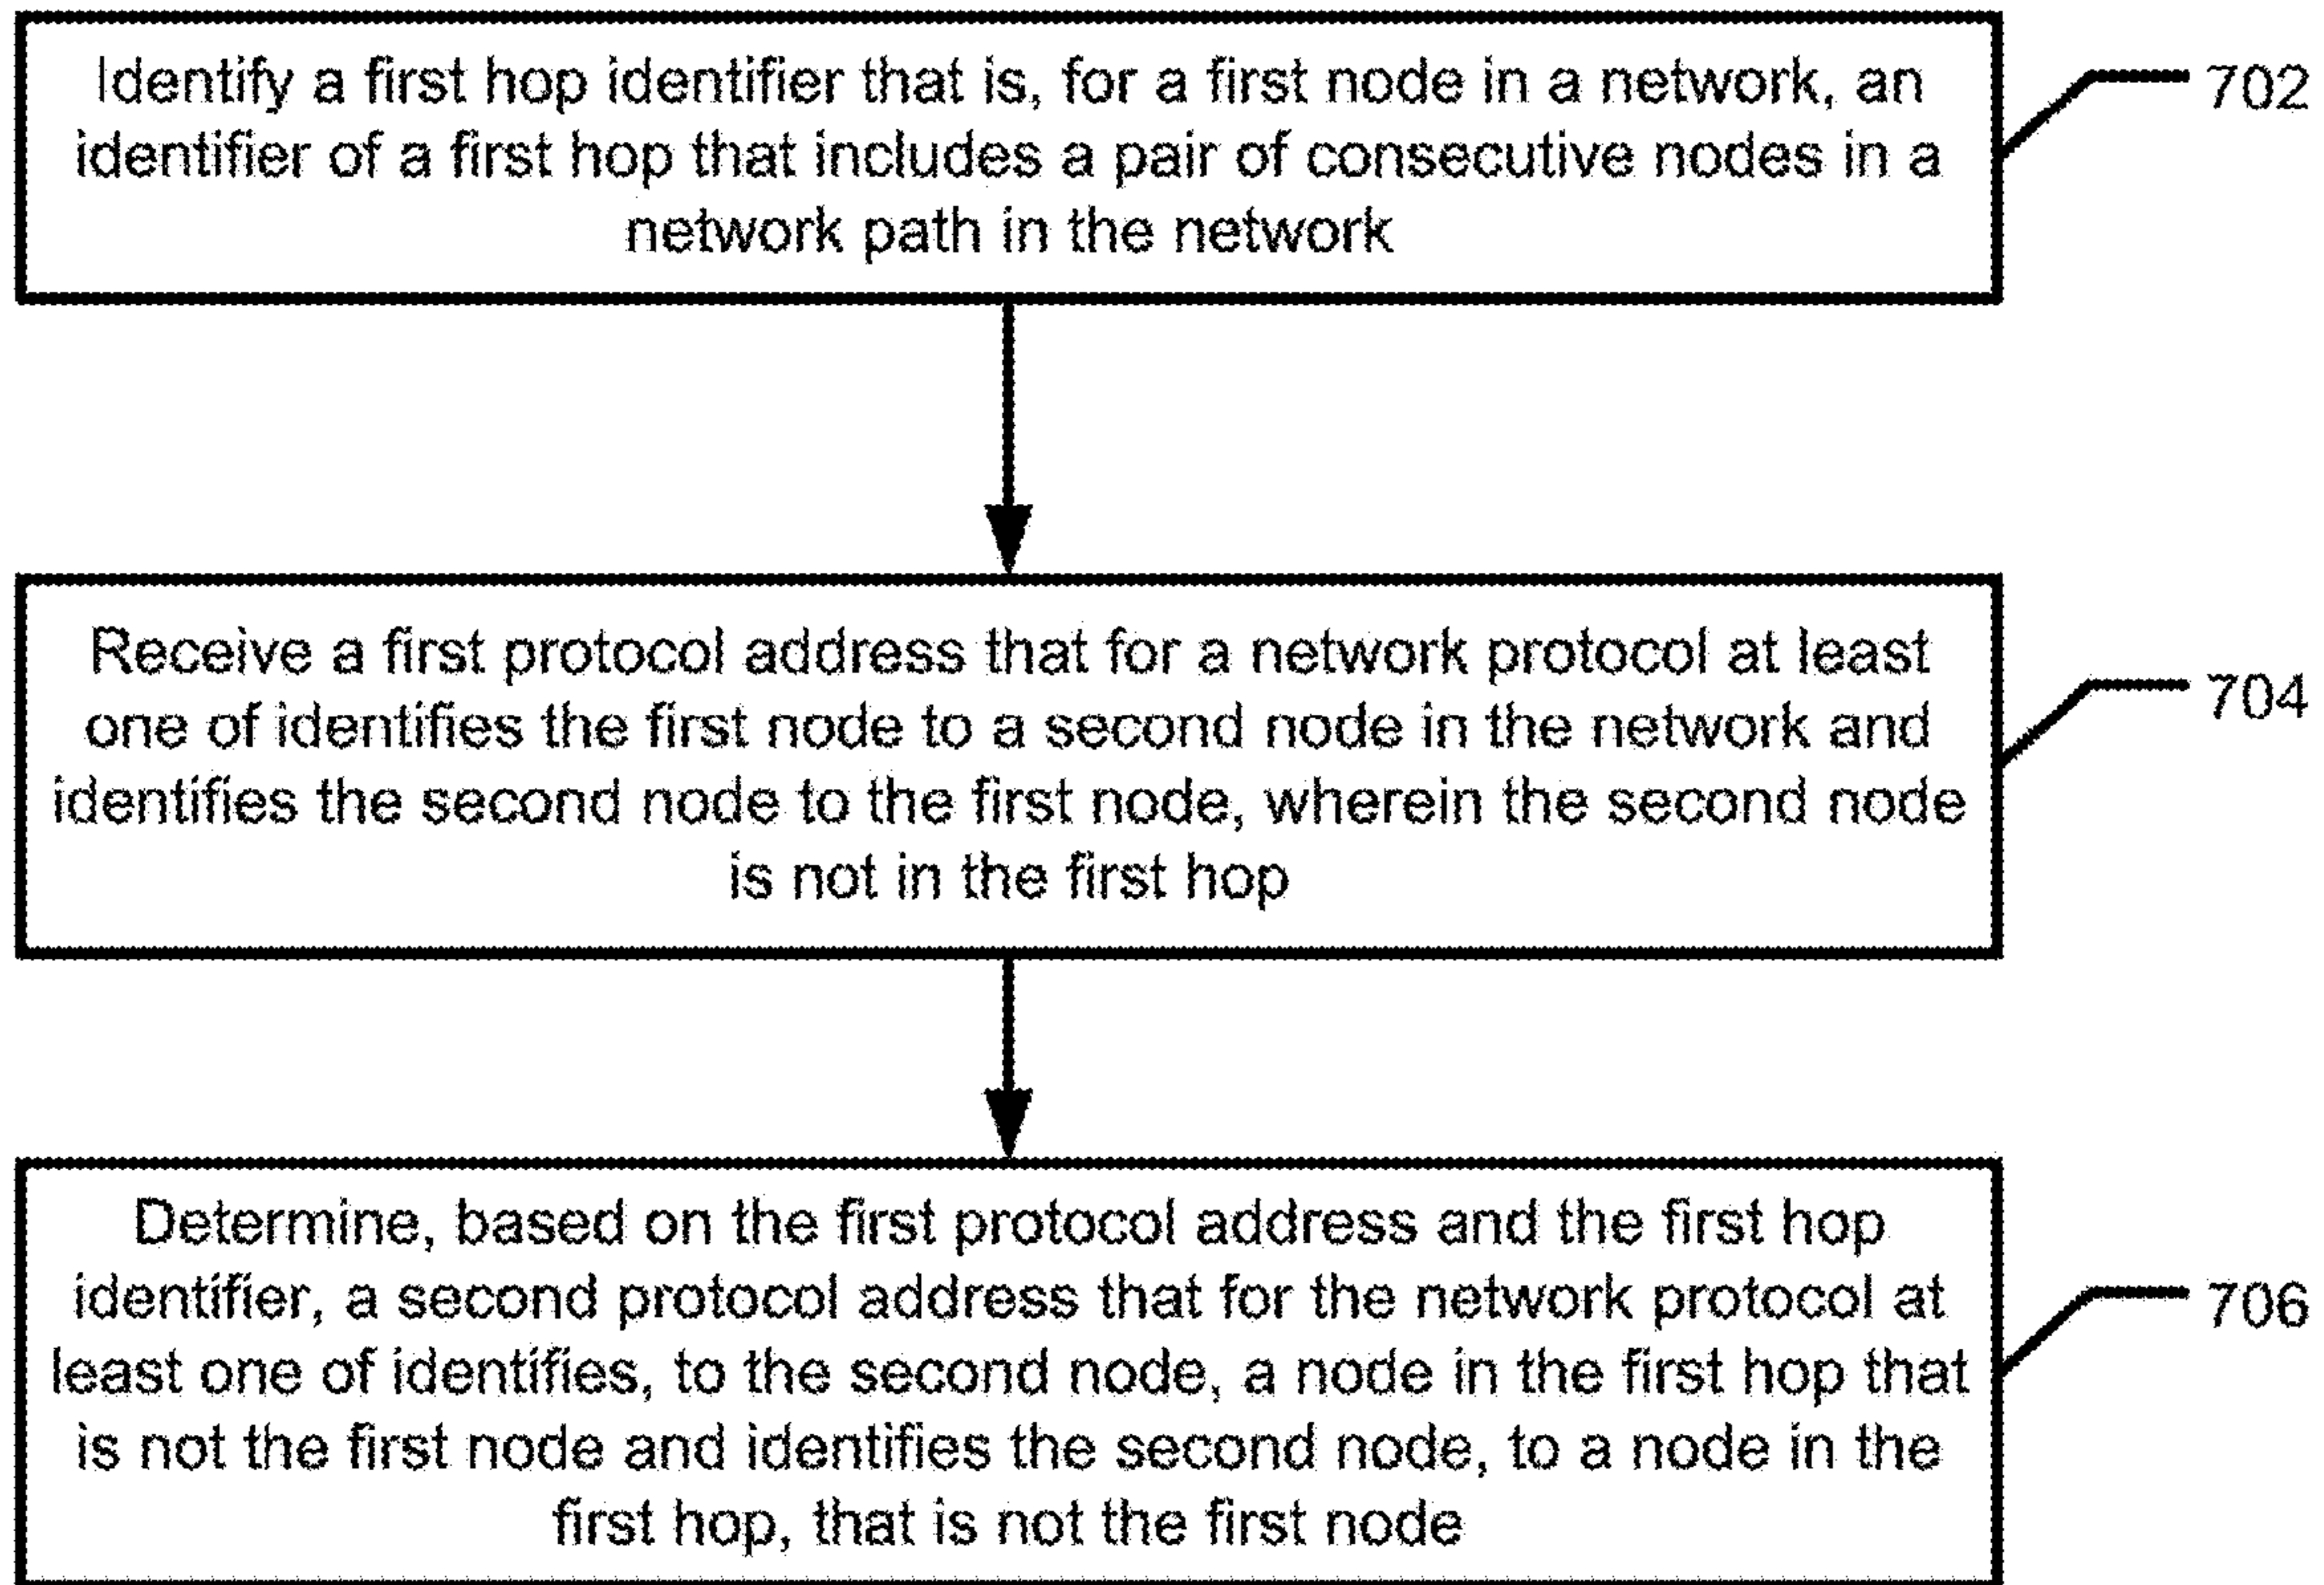 Identify a first hop identifier that is, for a first node in a network, an
identifier of a first hop that includes a pair of consecutive nodes in a
network path in the network
702
Receive a first protocol address that for a network protocol at least
one of identifies the first node to a second node in the network and
identifies the second node to the first node, wherein the second node
is not in the first hop
704
Determine, based on the first protocol address and the first hop
identifier, a second protocol address that for the network protocol at
least one of identifies, to the second node, a node in the first hop that
is not the first node and identifies the second node, to a node in the
first hop, that is not the first node
706